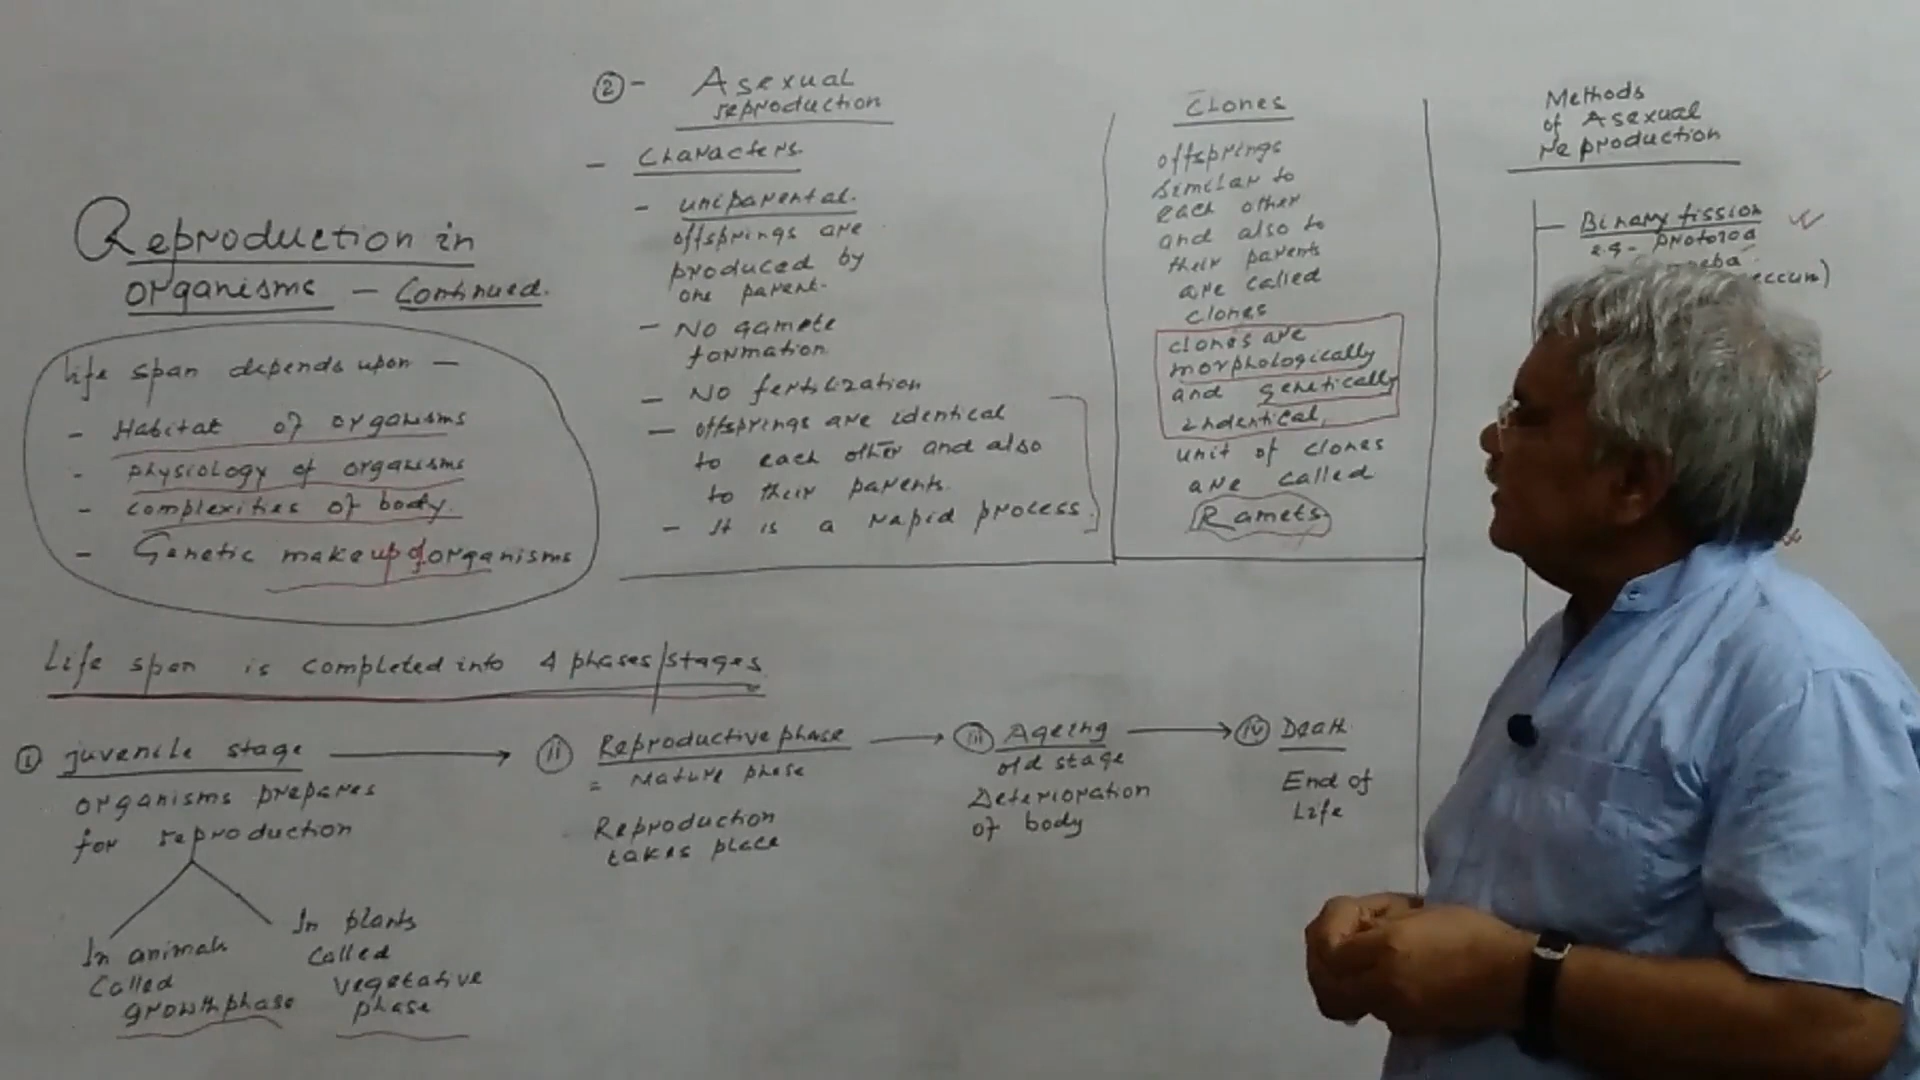 Reproduction in
organisms - Continued.
Life span depends upon -
- Habitat of organisms
- physiology of organisms
- complexities of body.
- Genetic makeup of organisms
② - Asexual
reproduction
- Characters.
- uniparental.
offsprings are
produced by
one parent.
- No gamete
formation
- No fertilization
- offsprings are identical
to each other and also
to their parents.
- It is a rapid process
Clones
offsprings
similar to
each other
and also to
their parents
are called
clones
clones are
morphologically
and genetically
indentical,
unit of clones
are called
Ramets
Methods
of Asexual
reproduction
Binary fission
e.g - protozoa
Life span is completed into 4 phases/stages
① juvenile stage
organisms prepares
for reproduction
In animals
Called
growth phase
In plants
Called
vegetative
phase
ii Reproductive phase
= Mature phase
Reproduction
takes place
iii Ageing
old stage
Deterioration
of body
iv Death
End of
Life